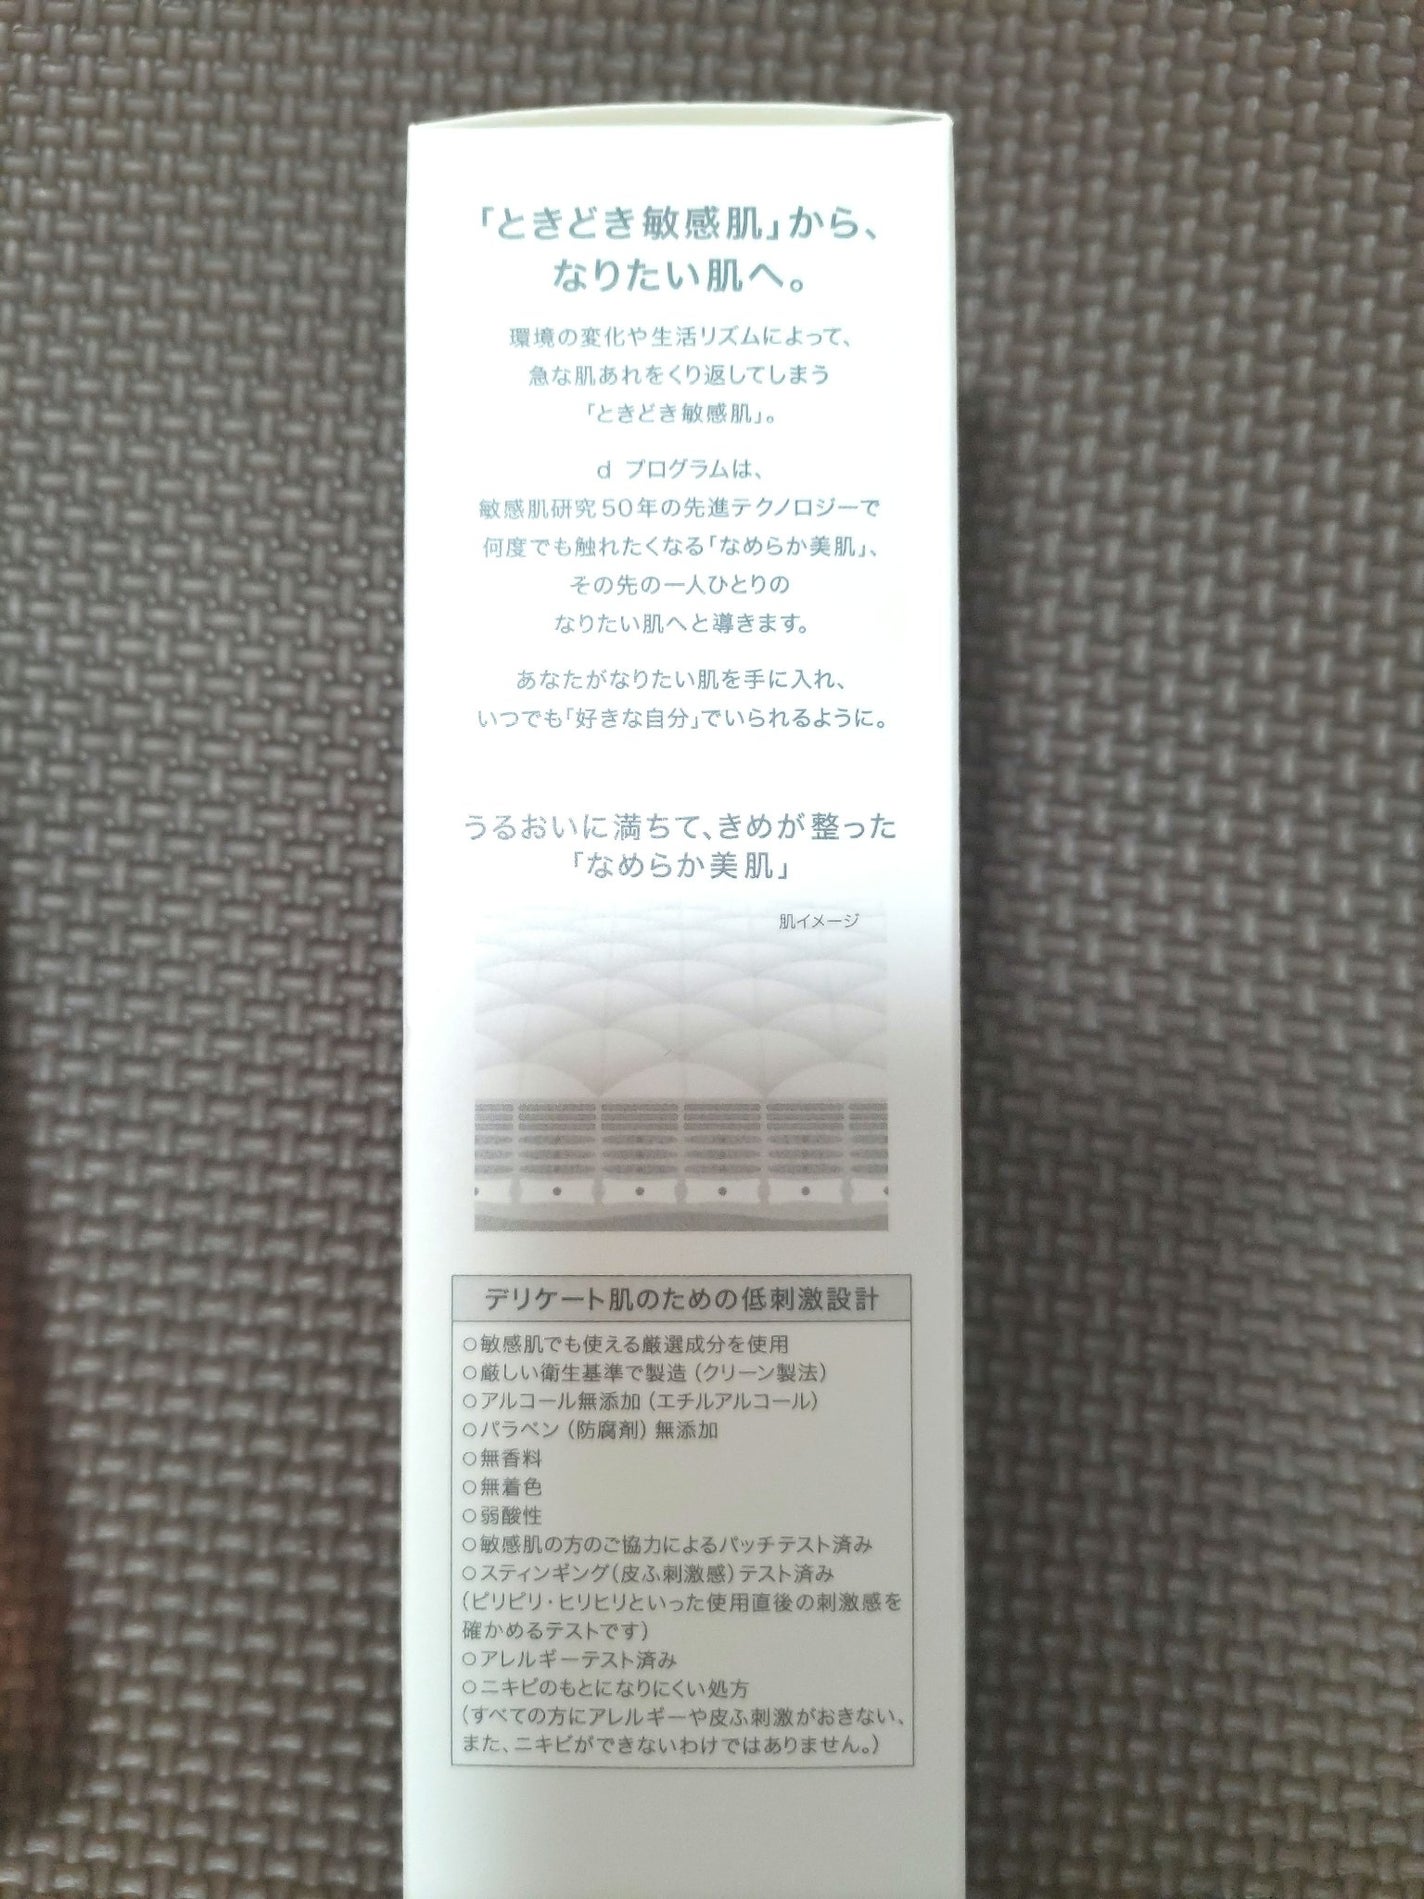 「ときどき敏感肌」から、
なりたい肌へ。
環境の変化や生活リズムによって、
急な肌あれをくり返してしまう
「ときどき敏感肌」。
d プログラムは、
敏感肌研究50年の先進テクノロジーで
何度でも触れたくなる「なめらか美肌」、
その先の一人ひとりの
なりたい肌へと導きます。
あなたがなりたい肌を手に入れ、
いつでも「好きな自分」でいられるように。
うるおいに満ちて、きめが整った
「なめらか美肌」
肌イメージ
デリケート肌のための低刺激設計
○敏感肌でも使える厳選成分を使用
○厳しい衛生基準で製造（クリーン製法）
○アルコール無添加（エチルアルコール）
○パラベン（防腐剤）無添加
○無香料
○無着色
○弱酸性
○敏感肌の方のご協力によるパッチテスト済み
○スティンギング（皮ふ刺激感）テスト済み
（ピリピリ・ヒリヒリといった使用直後の刺激感を
確かめるテストです）
○アレルギーテスト済み
○ニキビのもとになりにくい処方
（すべての方にアレルギーや皮ふ刺激がおきない、
また、ニキビができないわけではありません。）